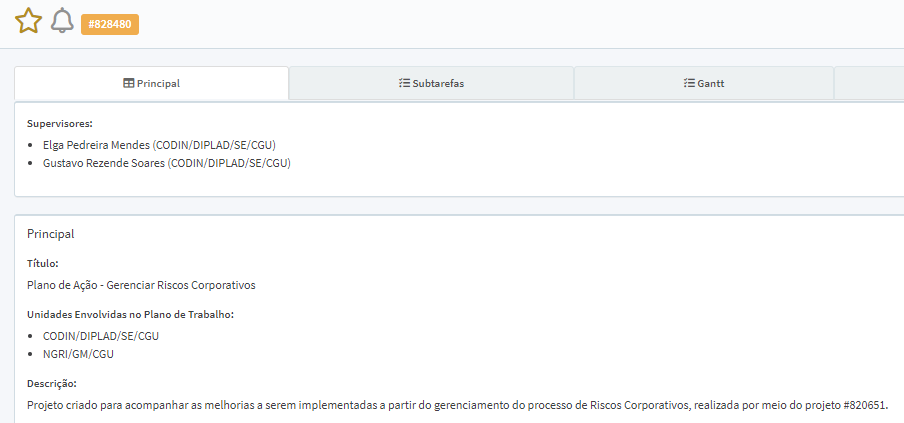 #828480
Principal
Subtarefas
Gantt
Supervisores:
Elga Pedreira Mendes (CODIN/DIPLAD/SE/CGU)
Gustavo Rezende Soares (CODIN/DIPLAD/SE/CGU)
Principal
Título:
Plano de Ação - Gerenciar Riscos Corporativos
Unidades Envolvidas no Plano de Trabalho:
CODIN/DIPLAD/SE/CGU
NGRI/GM/CGU
Descrição:
Projeto criado para acompanhar as melhorias a serem implementadas a partir do gerenciamento do processo de Riscos Corporativos, realizada por meio do projeto #820651.